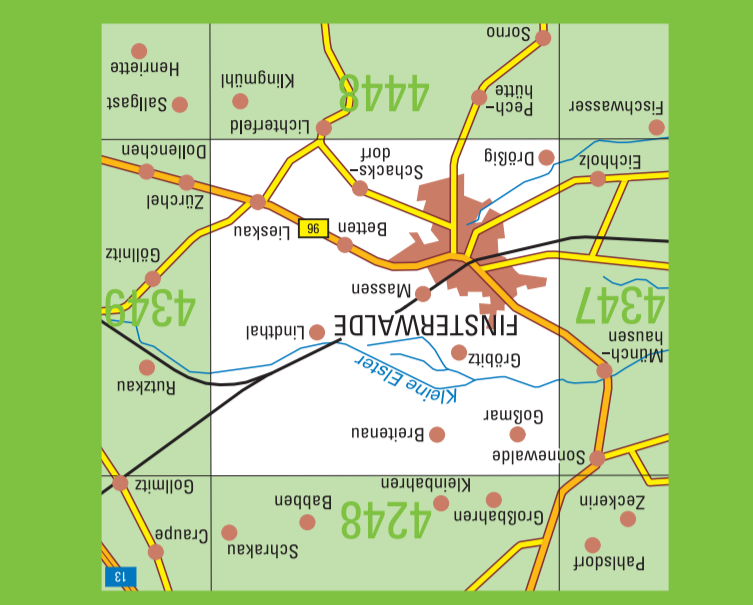 13
Pahlsdorf
Schrakau
Craupe
Zeckerin
Großbahren
4248
Babben
Kleinbahren
Gollmitz
Sonnewalde
Goßmar
Breitenau
Kleine Elster
Rutzkau
Gröbitz
Münch-
hausen
FINSTERWALDE
Lindthal
4347
4349
Massen
Göllnitz
Betten
96
Lieskau
Zürchel
Schacks-
dorf
Eichholz
Drößig
Dollenchen
Lichterfeld
Fischwasser
Pech-
hütte
4448
Klingmühl
Sallgast
Henriette
Sorno